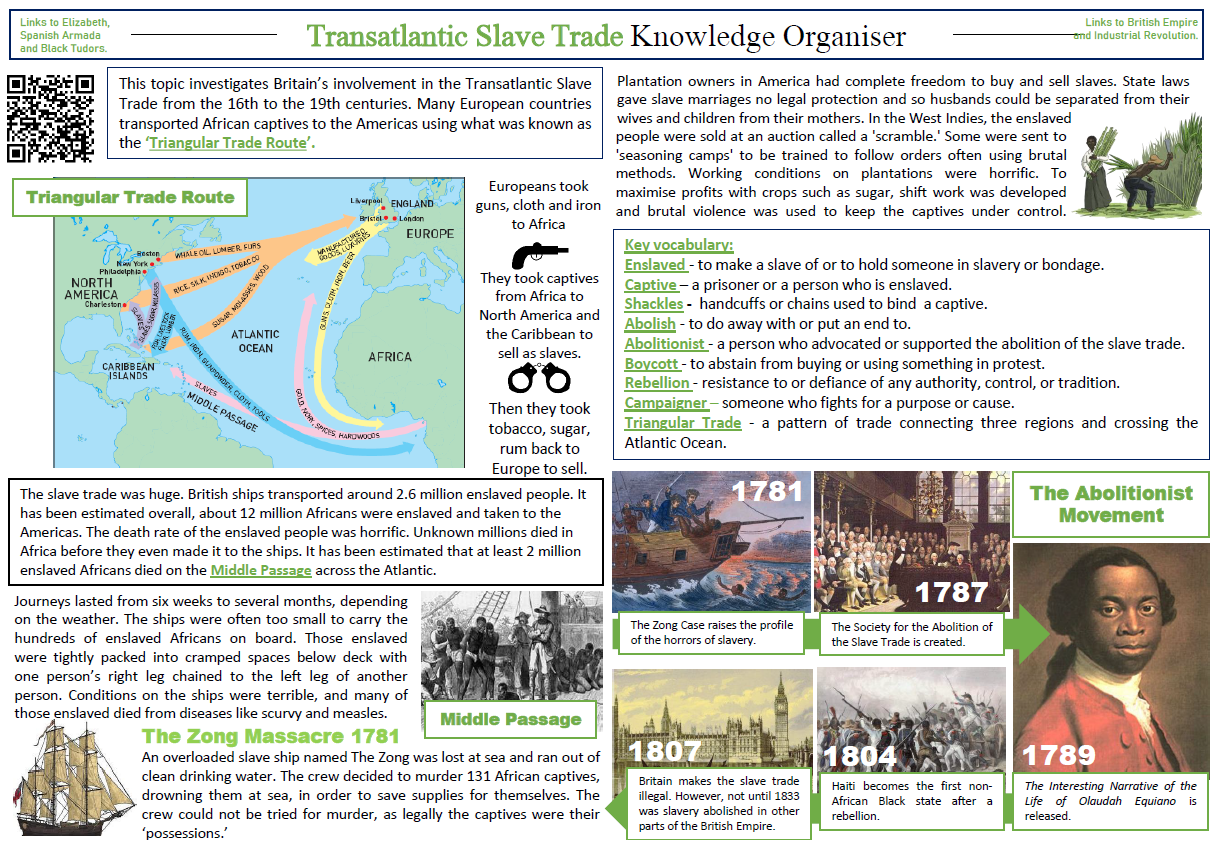 Links to Elizabeth,
Spanish Armada
and Black Tudors.
Transatlantic Slave Trade Knowledge Organiser
Links to British Empire
and Industrial Revolution.
This topic investigates Britain's involvement in the Transatlantic Slave
Trade from the 16th to the 19th centuries. Many European countries
transported African captives to the Americas using what was known as
the 'Triangular Trade Route'.
Triangular Trade Route
Liverpool
ENGLAND
Bristol
London
EUROPE
Boston
New York
Philadelphia
NORTH
AMERICA
Charleston
WHALE OIL, LUMBER, FURS
RICE, SILK, INDIGO, TOBACCO
SUGAR, MOLASSES, WOOD
MANUFACTURED
GOODS, LUXURIES
GUNS, CLOTH, IRON, BEER
ATLANTIC
OCEAN
AFRICA
CARIBBEAN
ISLANDS
SLAVES
MIDDLE PASSAGE
RUM, IRON, GUNPOWDER, CLOTH, TOOLS
GOLD, IVORY, SPICES, HARDWOODS
Europeans took
guns, cloth and iron
to Africa
They took captives
from Africa to
North America and
the Caribbean to
sell as slaves.
Then they took
tobacco, sugar,
rum back to
Europe to sell.
The slave trade was huge. British ships transported around 2.6 million enslaved people. It
has been estimated overall, about 12 million Africans were enslaved and taken to the
Americas. The death rate of the enslaved people was horrific. Unknown millions died in
Africa before they even made it to the ships. It has been estimated that at least 2 million
enslaved Africans died on the Middle Passage across the Atlantic.
Journeys lasted from six weeks to several months, depending
on the weather. The ships were often too small to carry the
hundreds of enslaved Africans on board. Those enslaved
were tightly packed into cramped spaces below deck with
one person's right leg chained to the left leg of another
person. Conditions on the ships were terrible, and many of
those enslaved died from diseases like scurvy and measles.
Middle Passage
The Zong Massacre 1781
An overloaded slave ship named The Zong was lost at sea and ran out of
clean drinking water. The crew decided to murder 131 African captives,
drowning them at sea, in order to save supplies for themselves. The
crew could not be tried for murder, as legally the captives were their
'possessions.'
Plantation owners in America had complete freedom to buy and sell slaves. State laws
gave slave marriages no legal protection and so husbands could be separated from their
wives and children from their mothers. In the West Indies, the enslaved
people were sold at an auction called a 'scramble.' Some were sent to
'seasoning camps' to be trained to follow orders often using brutal
methods. Working conditions on plantations were horrific. To
maximise profits with crops such as sugar, shift work was developed
and brutal violence was used to keep the captives under control.
Key vocabulary:
Enslaved - to make a slave of or to hold someone in slavery or bondage.
Captive – a prisoner or a person who is enslaved.
Shackles - handcuffs or chains used to bind a captive.
Abolish - to do away with or put an end to.
Abolitionist - a person who advocated or supported the abolition of the slave trade.
Boycott - to abstain from buying or using something in protest.
Rebellion - resistance to or defiance of any authority, control, or tradition.
Campaigner – someone who fights for a purpose or cause.
Triangular Trade - a pattern of trade connecting three regions and crossing the
Atlantic Ocean.
1781
The Zong Case raises the profile
of the horrors of slavery.
1787
The Society for the Abolition of
the Slave Trade is created.
The Abolitionist
Movement
1807
Britain makes the slave trade
illegal. However, not until 1833
was slavery abolished in other
parts of the British Empire.
1804
Haiti becomes the first non-
African Black state after a
rebellion.
1789
The Interesting Narrative of the
Life of Olaudah Equiano is
released.